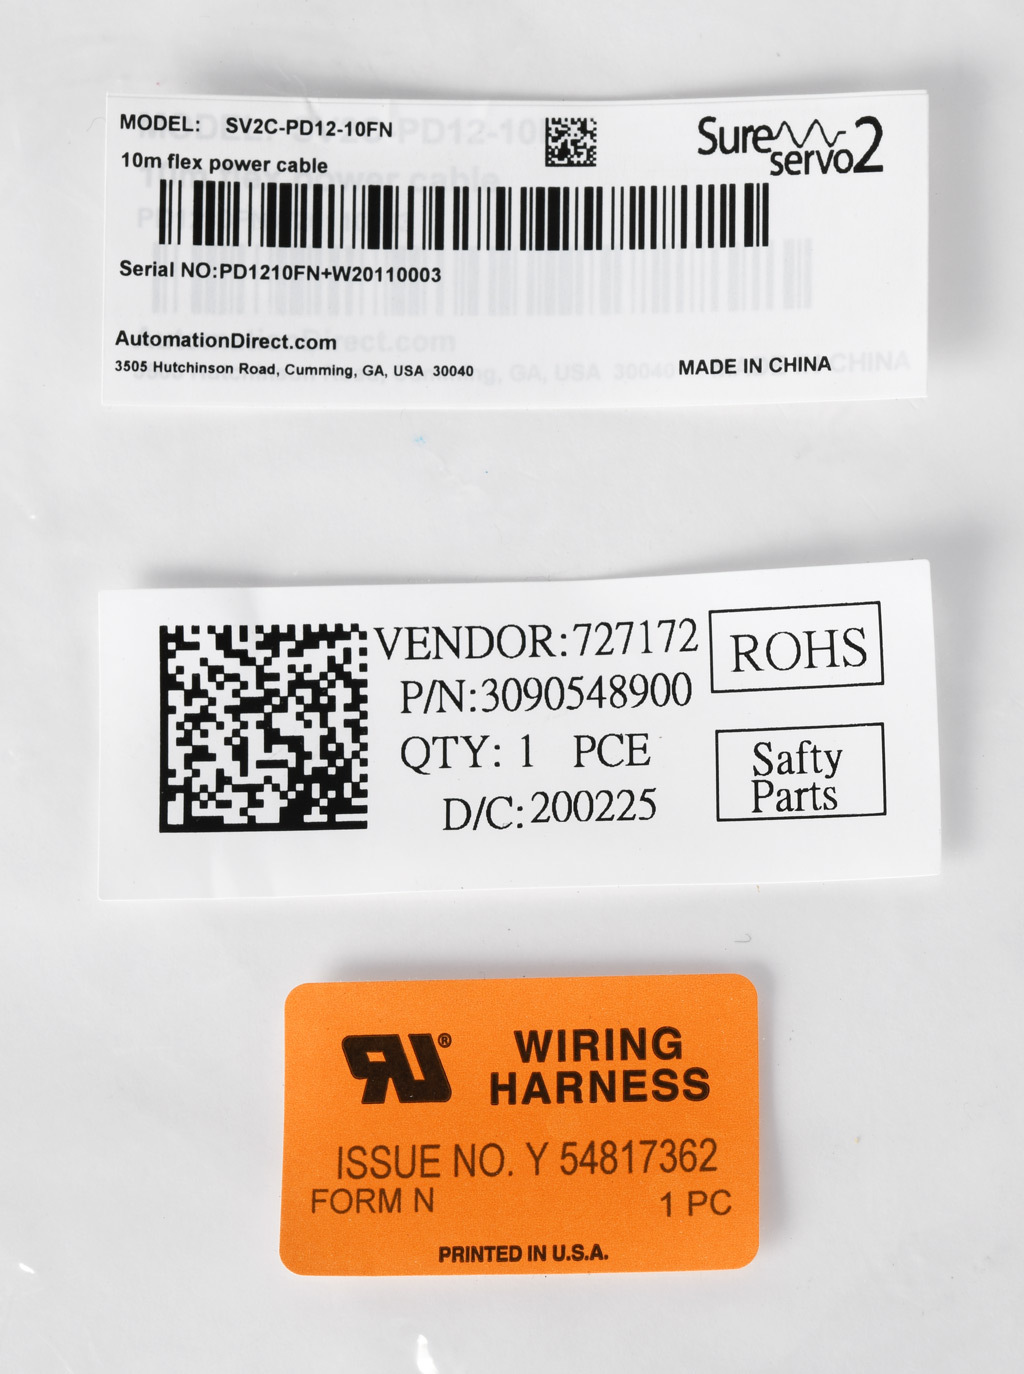 MODEL: SV2C-PD12-10FN
10m flex power cable
Sure servo 2
Serial NO:PD1210FN+W20110003
AutomationDirect.com
3505 Hutchinson Road, Cumming, GA, USA 30040
MADE IN CHINA
VENDOR:727172
P/N:3090548900
QTY: 1 PCE
D/C:200225
ROHS
Safty
Parts
RU®
WIRING
HARNESS
ISSUE NO. Y 54817362
FORM N 1 PC
PRINTED IN U.S.A.